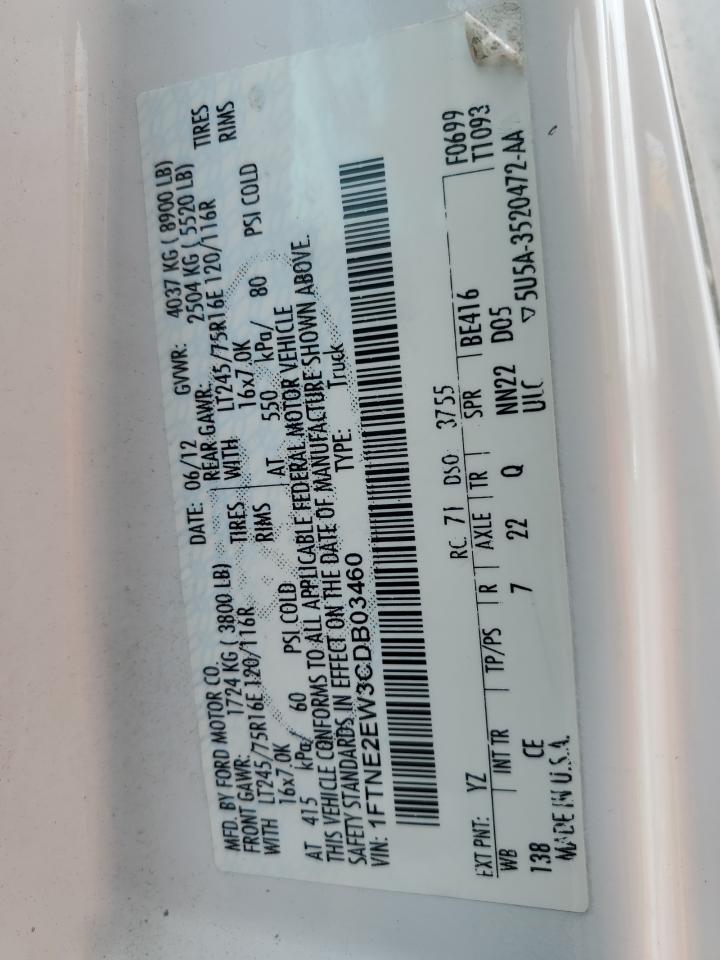 MFD. BY FORD MOTOR CO.
DATE: 06/12 GVWR: 4037 KG ( 8900 LB)
FRONT GAWR: 1724 KG ( 3800 LB) REAR GAWR: 2504 KG ( 5520 LB)
WITH LT245/75R16E 120/116R TIRES WITH LT245/75R16E 120/116R TIRES
16x7.0K RIMS 16x7.0K RIMS
AT 415 kPa/ 60 PSI COLD AT 550 kPa/ 80 PSI COLD
THIS VEHICLE CONFORMS TO ALL APPLICABLE FEDERAL MOTOR VEHICLE
SAFETY STANDARDS IN EFFECT ON THE DATE OF MANUFACTURE SHOWN ABOVE.
VIN: 1FTNE2EW3CDB03460 TYPE: Truck
F0699
T1093
EXT PNT: YZ RC: 71 DSO 3755
WB INT TR TP/PS R AXLE TR SPR BE416
138 CE 7 22 Q NN22 D05
MADE IN U.S.A. ULC
▽5U5A-3520472-AA